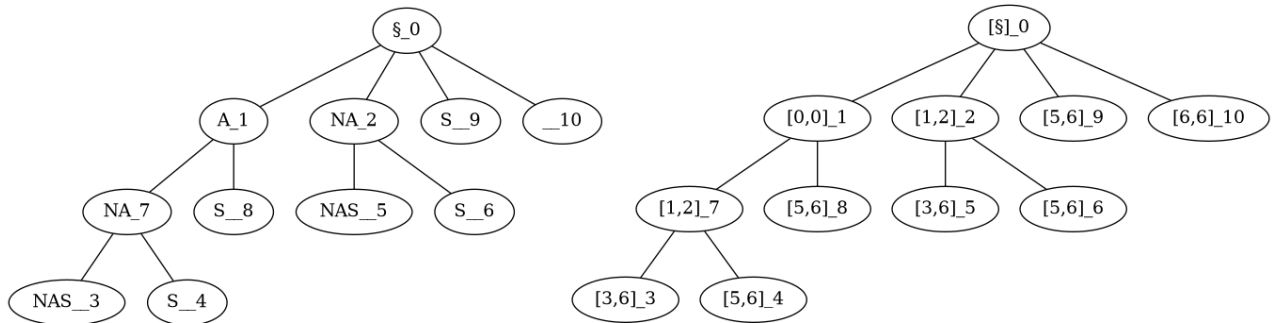 §_0 [§]_0
A_1 NA_2 S__9 __10 [0,0]_1 [1,2]_2 [5,6]_9 [6,6]_10
NA_7 S__8 NAS__5 S__6 [1,2]_7 [5,6]_8 [3,6]_5 [5,6]_6
NAS__3 S__4 [3,6]_3 [5,6]_4